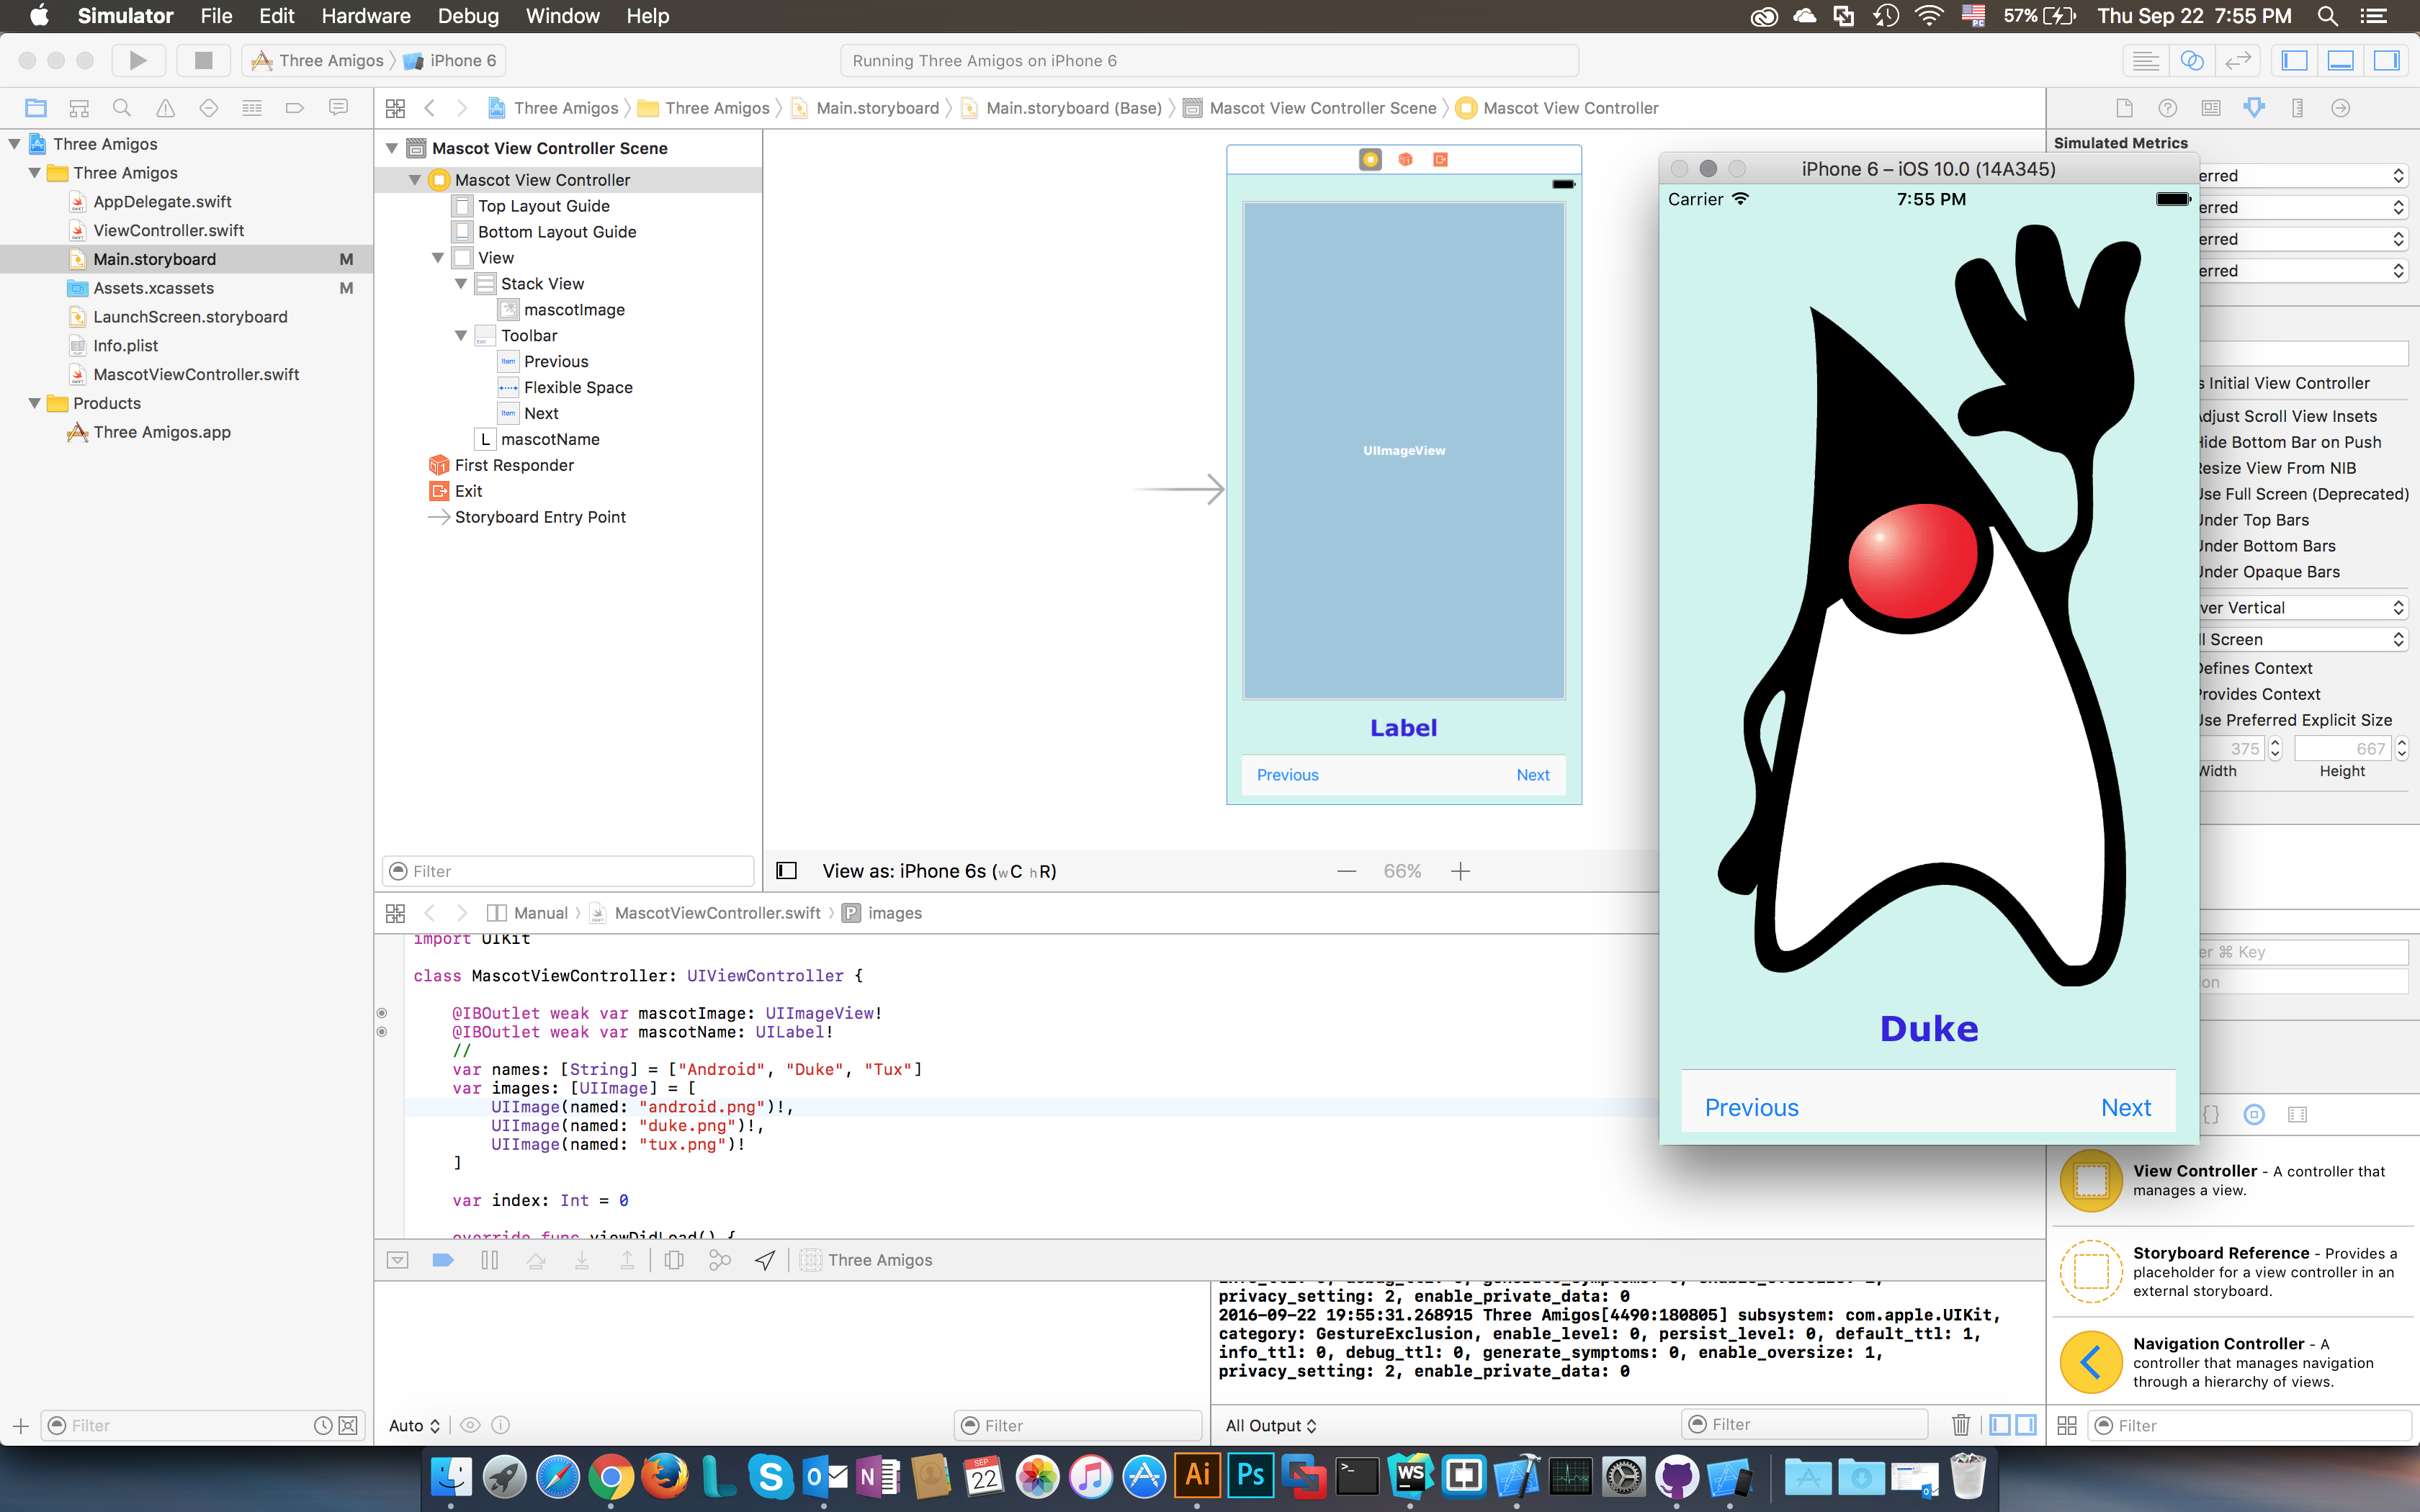 Simulator File Edit Hardware Debug Window Help
57% Thu Sep 22 7:55 PM
Three Amigos iPhone 6
Running Three Amigos on iPhone 6
Three Amigos
Three Amigos
AppDelegate.swift
ViewController.swift
Main.storyboard M
Assets.xcassets M
LaunchScreen.storyboard
Info.plist
MascotViewController.swift
Products
Three Amigos.app
Filter
Three Amigos Three Amigos Main.storyboard Main.storyboard (Base) Mascot View Controller Scene Mascot View Controller
Mascot View Controller Scene
Mascot View Controller
Top Layout Guide
Bottom Layout Guide
View
Stack View
mascotImage
Toolbar
Previous
Flexible Space
Next
L mascotName
First Responder
Exit
Storyboard Entry Point
Filter
UIImageView
Label
Previous Next
View as: iPhone 6s (wC hR)
66%
Manual MascotViewController.swift P images
import UIKit
class MascotViewController: UIViewController {
@IBOutlet weak var mascotImage: UIImageView!
@IBOutlet weak var mascotName: UILabel!
//
var names: [String] = ["Android", "Duke", "Tux"]
var images: [UIImage] = [
UIImage(named: "android.png")!,
UIImage(named: "duke.png")!,
UIImage(named: "tux.png")!
]
var index: Int = 0
override func viewDidLoad() {
Three Amigos
info_ttl: 0, debug_ttl: 0, generate_symptoms: 0, enable_oversize: 1,
privacy_setting: 2, enable_private_data: 0
2016-09-22 19:55:31.268915 Three Amigos[4490:180805] subsystem: com.apple.UIKit,
category: GestureExclusion, enable_level: 0, persist_level: 0, default_ttl: 1,
info_ttl: 0, debug_ttl: 0, generate_symptoms: 0, enable_oversize: 1,
privacy_setting: 2, enable_private_data: 0
Auto
Filter
All Output
Filter
iPhone 6 – iOS 10.0 (14A345)
Carrier 7:55 PM
Duke
Previous Next
Simulated Metrics
erred
erred
erred
erred
s Initial View Controller
Adjust Scroll View Insets
Hide Bottom Bar on Push
Resize View From NIB
Use Full Screen (Deprecated)
Under Top Bars
Under Bottom Bars
Under Opaque Bars
ver Vertical
ll Screen
Defines Context
Provides Context
Use Preferred Explicit Size
375 667
Width Height
er ⌘ Key
on
{}
View Controller - A controller that
manages a view.
Storyboard Reference - Provides a
placeholder for a view controller in an
external storyboard.
Navigation Controller - A
controller that manages navigation
through a hierarchy of views.
Filter
SEP
22
Ai
Ps
WS